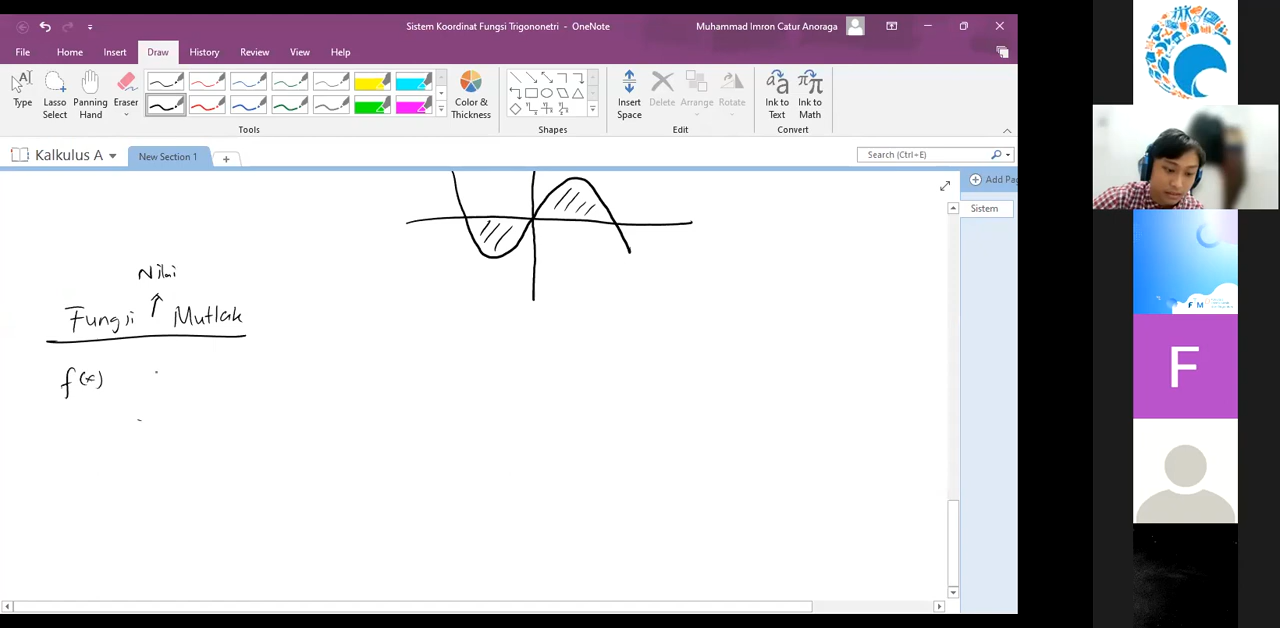 Sistem Koordinat Fungsi Trigononetri - OneNote
Muhammad Imron Catur Anoraga
File Home Insert Draw History Review View Help
Type
Lasso Select
Panning Hand
Eraser
Color & Thickness
Insert Space
Delete
Arrange
Rotate
Ink to Text
Ink to Math
Tools
Shapes
Edit
Convert
Kalkulus A
New Section 1
Search (Ctrl+E)
Add Pag
Sistem
Nilai
Fungsi ↑ Mutlak
f(x)
F M
F